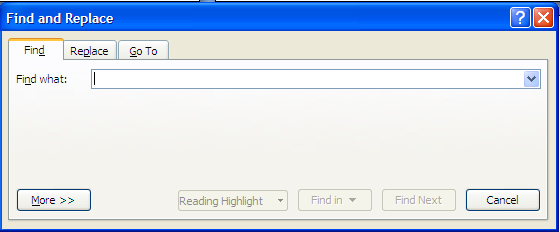 Find and Replace
Find Replace Go To
Find what:
More >> Reading Highlight Find in Find Next Cancel